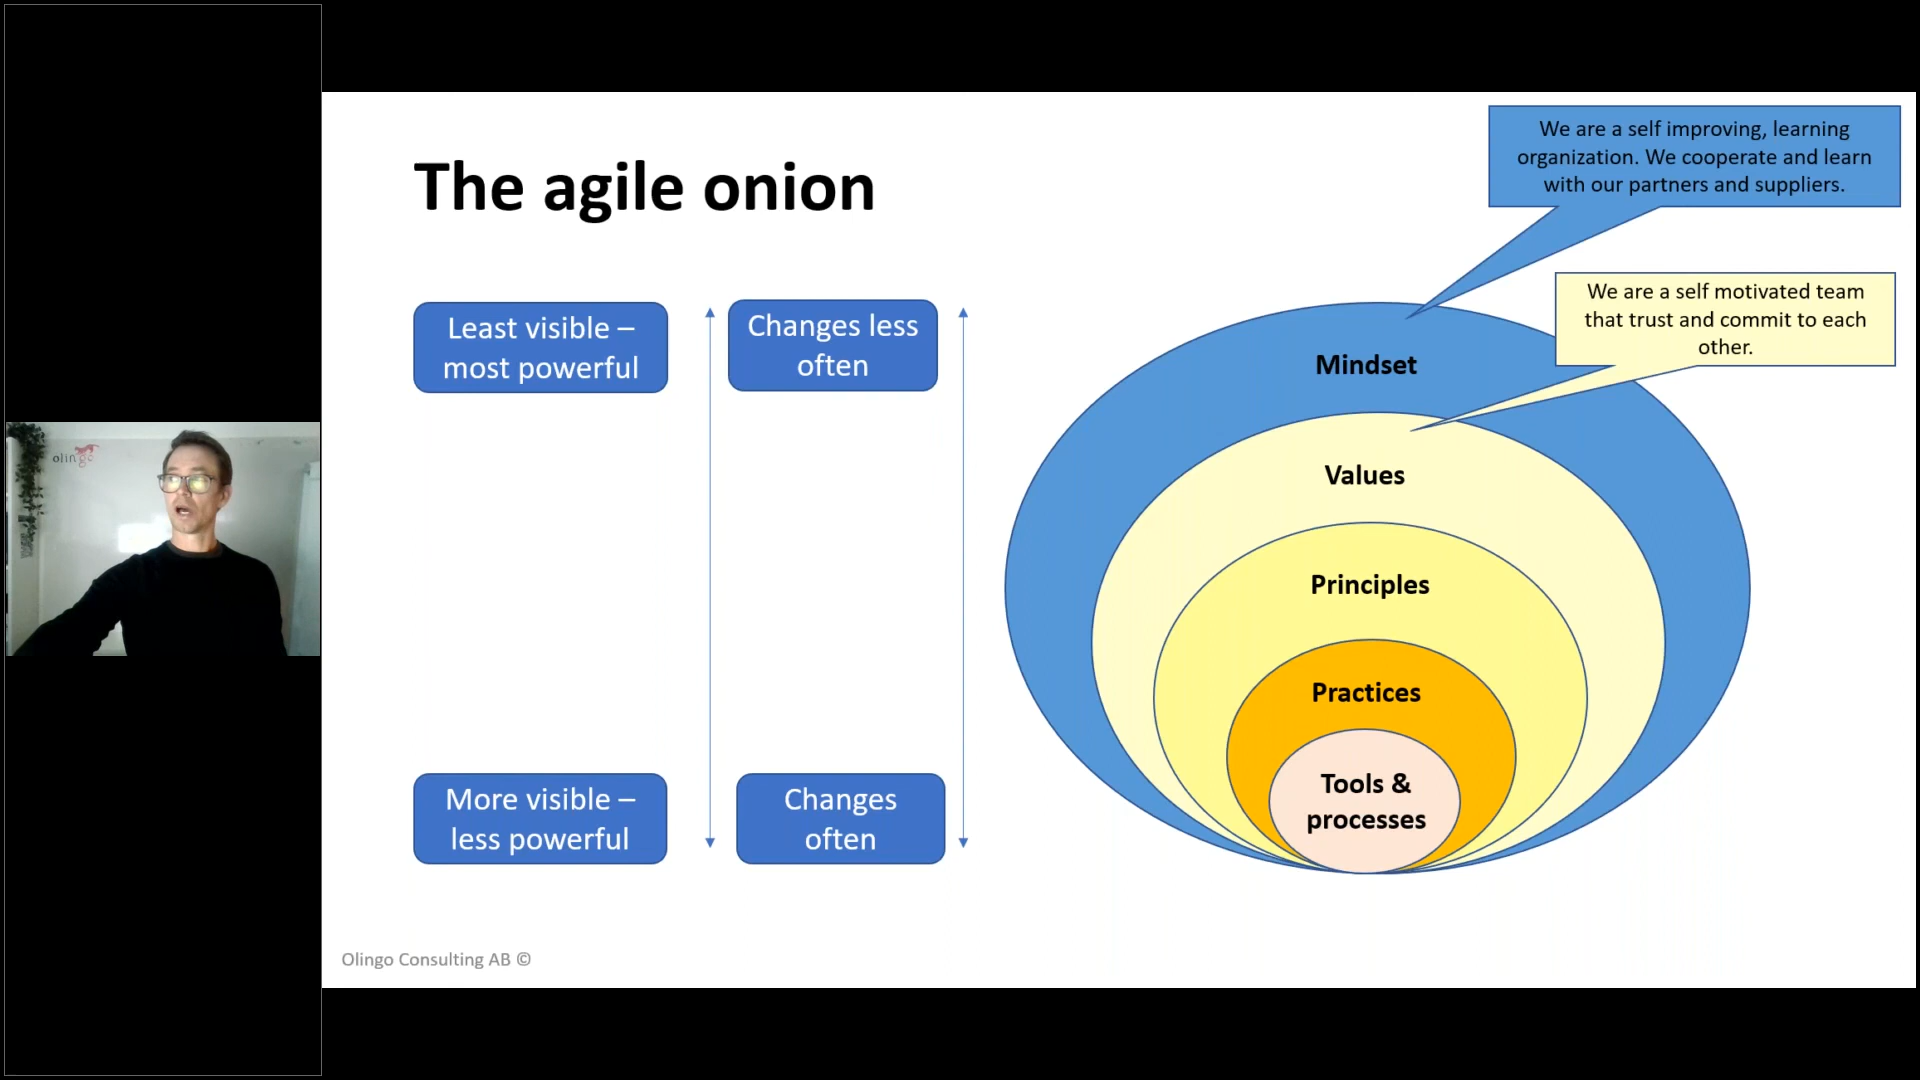 The agile onion
We are a self improving, learning
organization. We cooperate and learn
with our partners and suppliers.
We are a self motivated team
that trust and commit to each
other.
Least visible –
most powerful
Changes less
often
Mindset
Values
Principles
Practices
Tools &
processes
More visible –
less powerful
Changes
often
Olingo Consulting AB ©
olingo